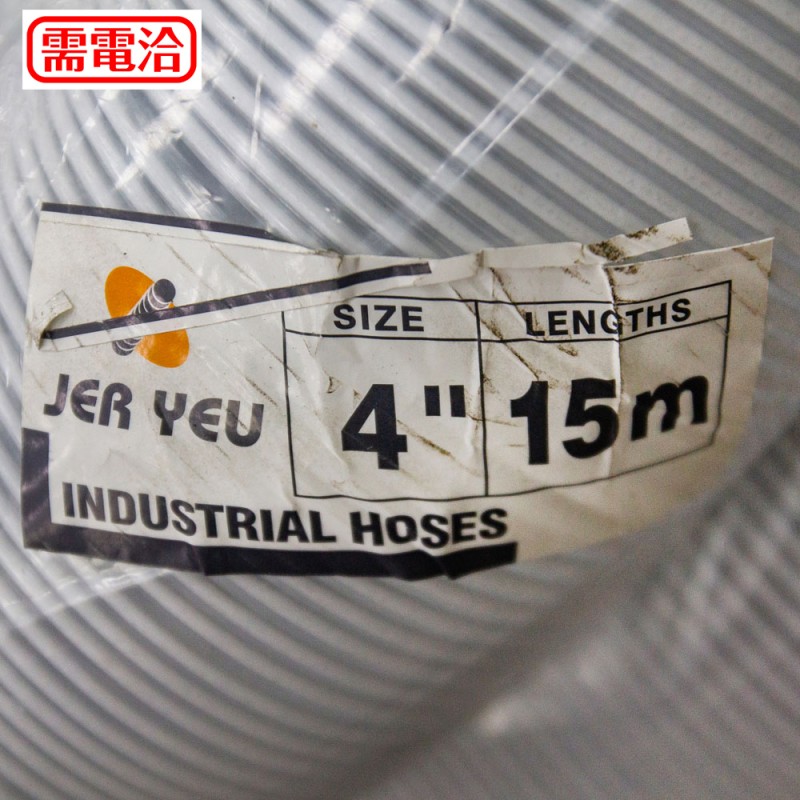 需電洽
SIZE
LENGTHS
JER YEU
4"
15m
INDUSTRIAL HOSES